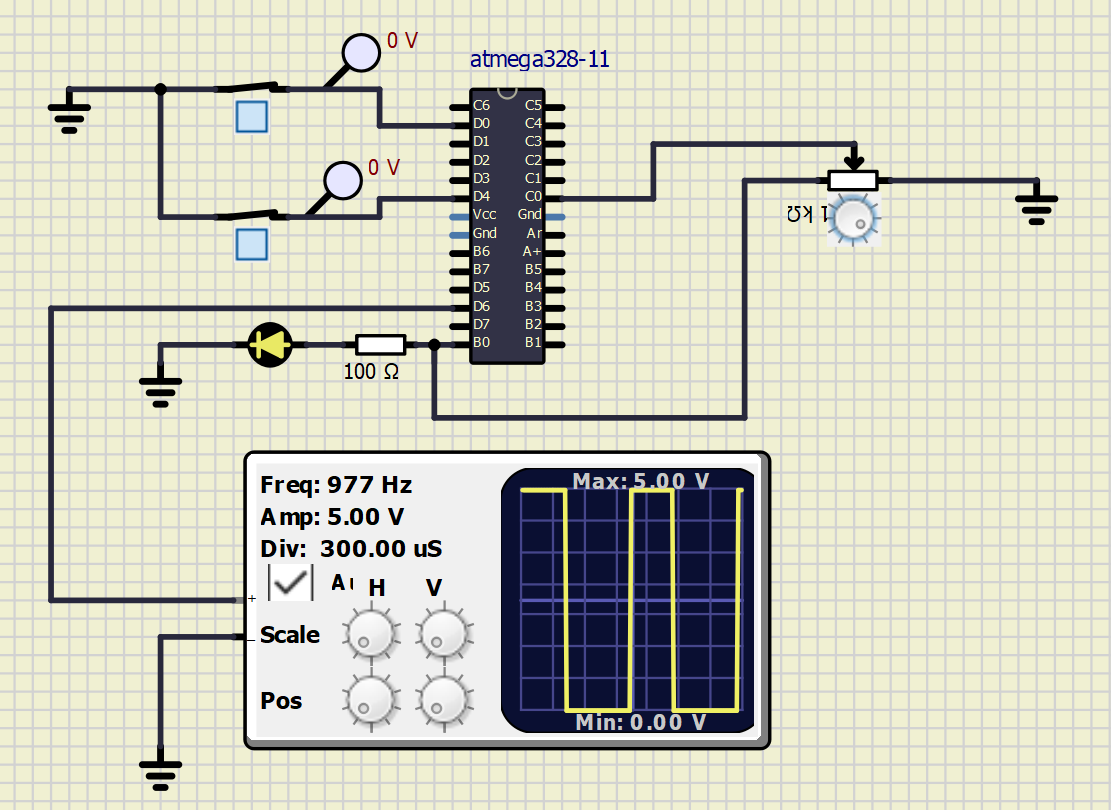 0 V
atmega328-11
0 V
C6 C5
D0 C4
D1 C3
D2 C2
D3 C1
D4 C0
Vcc Gnd
Gnd Ar
B6 A+
B7 B5
D5 B4
D6 B3
D7 B2
B0 B1
1 kΩ
100 Ω
Freq: 977 Hz
Amp: 5.00 V
Div: 300.00 uS
Au H V
+
Scale
−
Pos
Max: 5.00 V
Min: 0.00 V